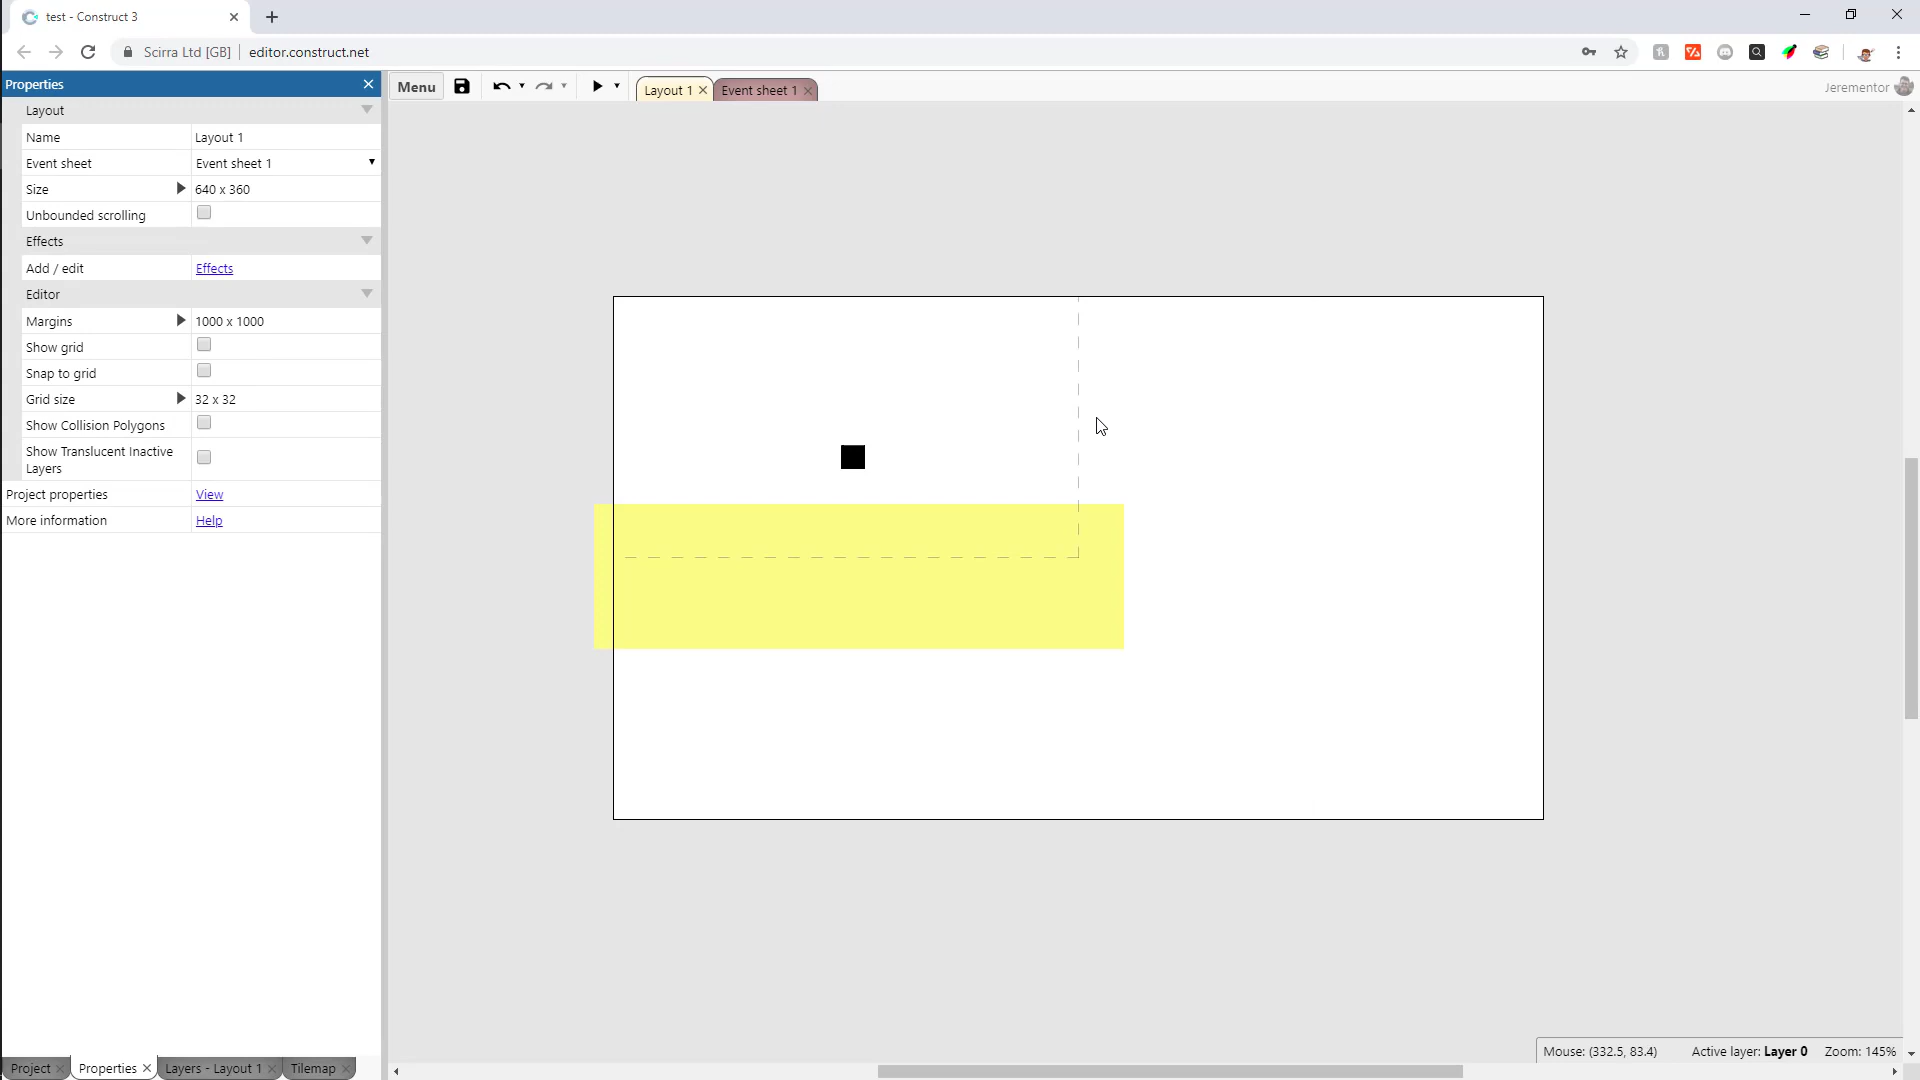 test - Construct 3
Scirra Ltd [GB] editor.construct.net
Properties
Menu
Layout 1
Event sheet 1
Jerementor
Layout
Name Layout 1
Event sheet Event sheet 1
Size 640 x 360
Unbounded scrolling
Effects
Add / edit Effects
Editor
Margins 1000 x 1000
Show grid
Snap to grid
Grid size 32 x 32
Show Collision Polygons
Show Translucent Inactive
Layers
Project properties View
More information Help
Mouse: (332.5, 83.4) Active layer: Layer 0 Zoom: 145%
Project Properties Layers - Layout 1 Tilemap